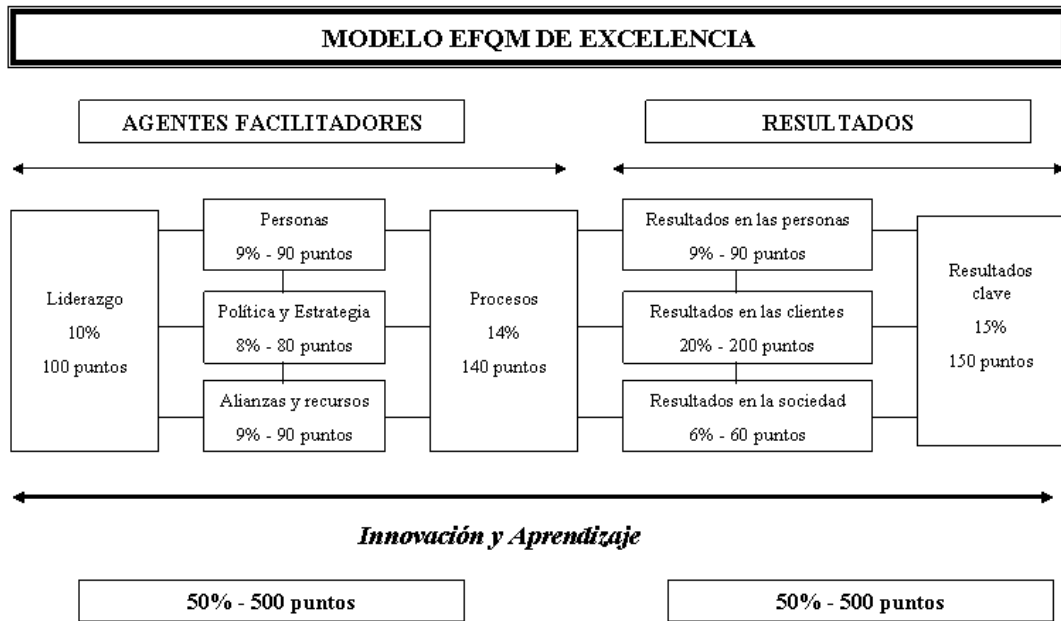 MODELO EFQM DE EXCELENCIA
AGENTES FACILITADORES
RESULTADOS
Liderazgo
10%
100 puntos
Personas
9% - 90 puntos
Política y Estrategia
8% - 80 puntos
Alianzas y recursos
9% - 90 puntos
Procesos
14%
140 puntos
Resultados en las personas
9% - 90 puntos
Resultados en las clientes
20% - 200 puntos
Resultados en la sociedad
6% - 60 puntos
Resultados
clave
15%
150 puntos
Innovación y Aprendizaje
50% - 500 puntos
50% - 500 puntos